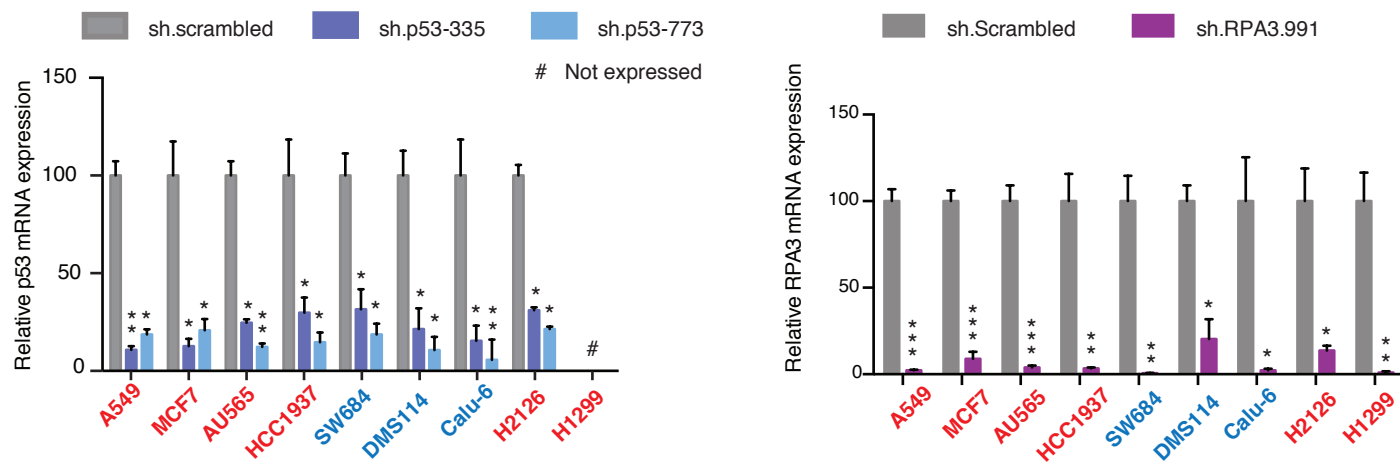 sh.scrambled sh.p53-335 sh.p53-773
# Not expressed
Relative p53 mRNA expression
150
100
50
0
* * * * * * * * * * * * * * * * * * *
#
A549 MCF7 AU565 HCC1937 SW684 DMS114 Calu-6 H2126 H1299
sh.Scrambled sh.RPA3.991
Relative RPA3 mRNA expression
150
100
50
0
*** *** *** ** ** * * * **
A549 MCF7 AU565 HCC1937 SW684 DMS114 Calu-6 H2126 H1299